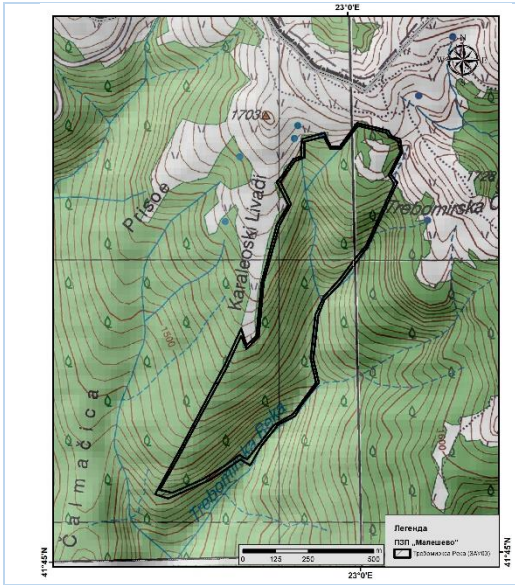 23°0'E
N
1703
Prisoe
Karaleoski Livadi
1728
Trebomirska
1500
Čalmačica
Trebomirska Reka
Легенда
ПЗП „Малешево"
0 125 250 500
m
41°45'N
41°45'N
23°0'E